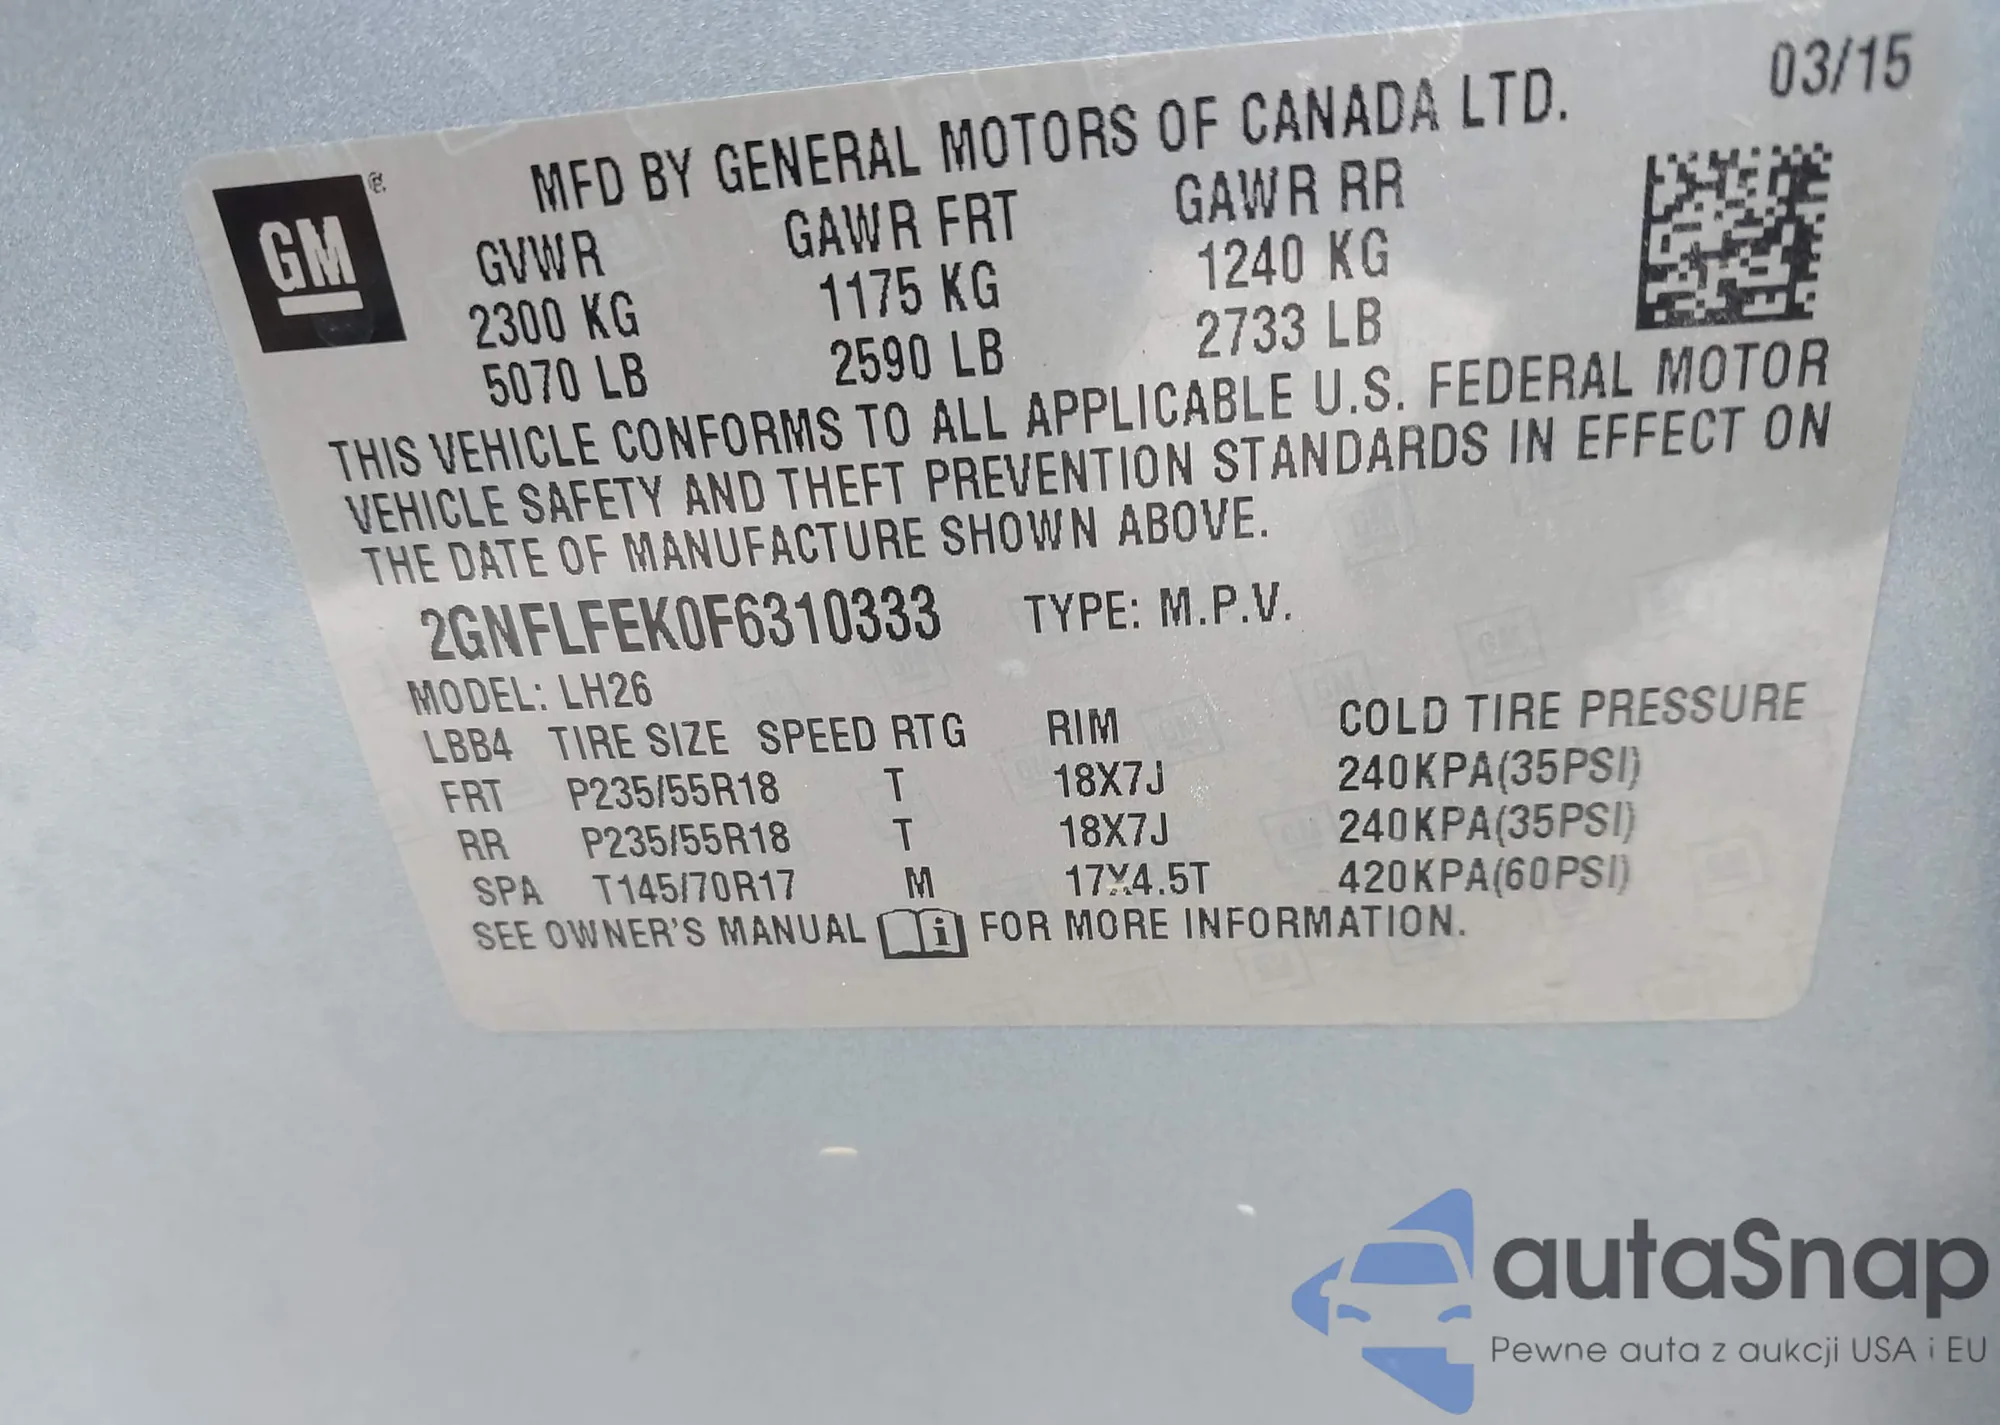 03/15
MFD BY GENERAL MOTORS OF CANADA LTD.
GM ®
GVWR GAWR FRT GAWR RR
2300 KG 1175 KG 1240 KG
5070 LB 2590 LB 2733 LB
THIS VEHICLE CONFORMS TO ALL APPLICABLE U.S. FEDERAL MOTOR
VEHICLE SAFETY AND THEFT PREVENTION STANDARDS IN EFFECT ON
THE DATE OF MANUFACTURE SHOWN ABOVE.
2GNFLFEK0F6310333 TYPE: M.P.V.
MODEL: LH26
LBB4 TIRE SIZE SPEED RTG RIM COLD TIRE PRESSURE
FRT P235/55R18 T 18X7J 240KPA(35PSI)
RR P235/55R18 T 18X7J 240KPA(35PSI)
SPA T145/70R17 M 17X4.5T 420KPA(60PSI)
SEE OWNER'S MANUAL i FOR MORE INFORMATION.
autaSnap
Pewne auta z aukcji USA i EU